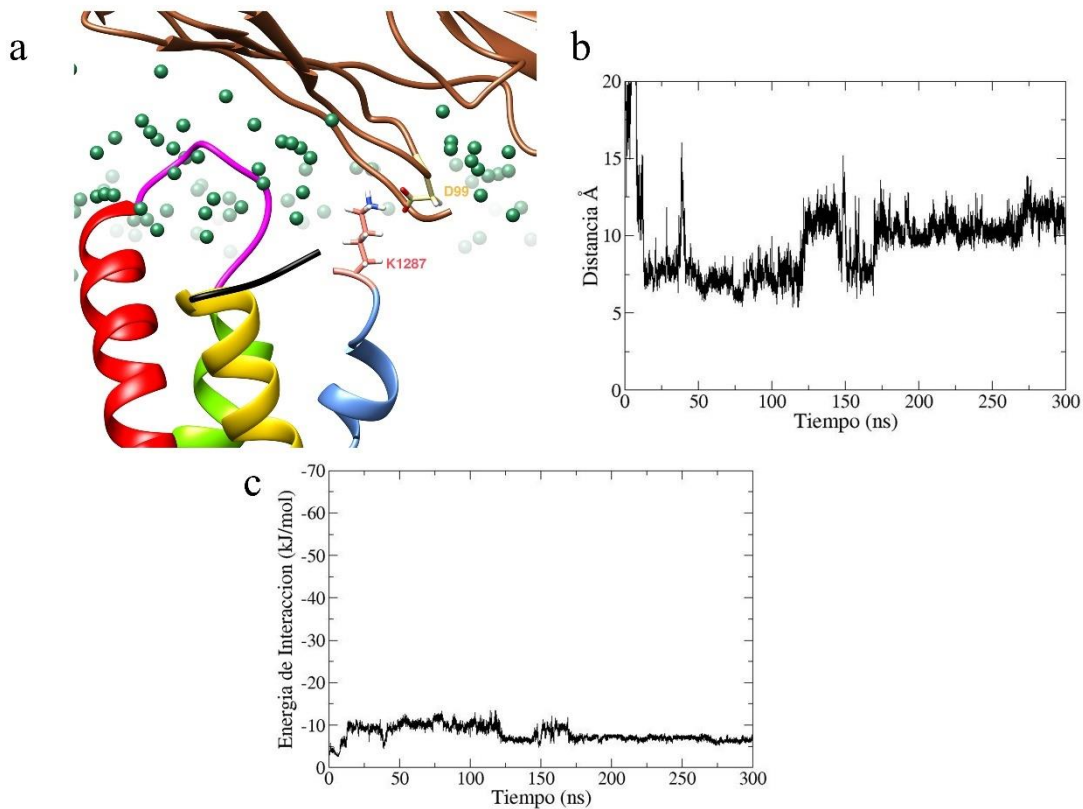 a
D99
K1287
b
Distancia Å
20
15
10
5
0
0 50 100 150 200 250 300
Tiempo (ns)
c
Energia de Interaccion (kJ/mol)
-70
-60
-50
-40
-30
-20
-10
0
0 50 100 150 200 250 300
Tiempo (ns)